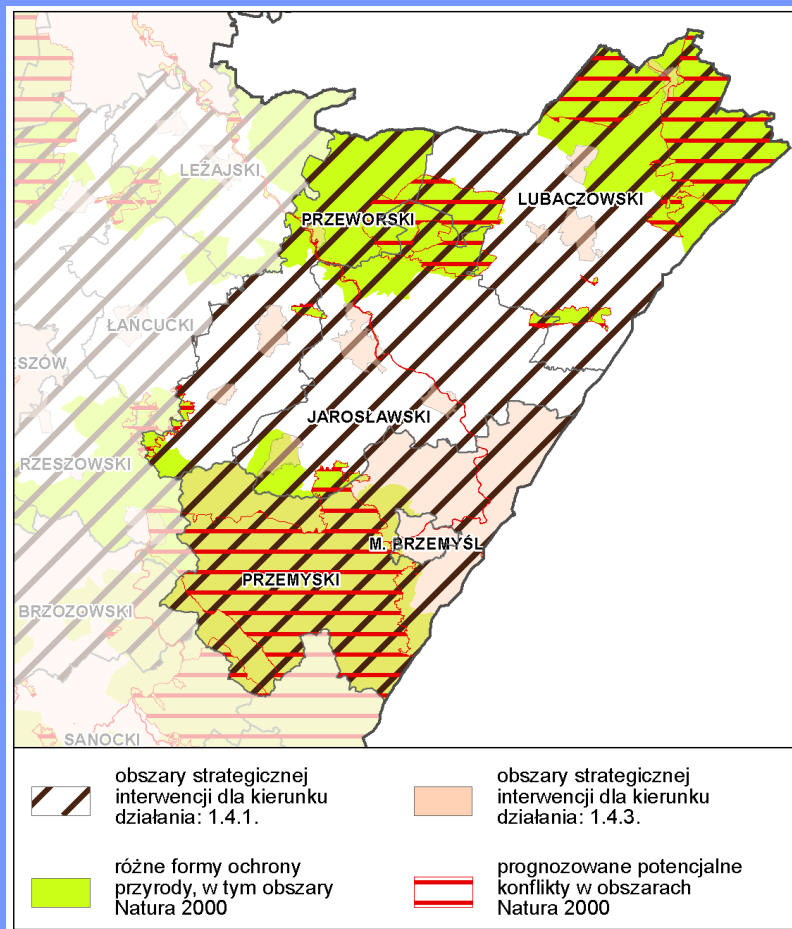 LEŻAJSKI
LUBACZOWSKI
PRZEWORSKI
ŁAŃCUCKI
ESZÓW
JAROSŁAWSKI
RZESZOWSKI
M. PRZEMYŚL
PRZEMYSKI
BRZOZOWSKI
SANOCKI
obszary strategicznej
interwencji dla kierunku
działania: 1.4.1.
obszary strategicznej
interwencji dla kierunku
działania: 1.4.3.
różne formy ochrony
przyrody, w tym obszary
Natura 2000
prognozowane potencjalne
konflikty w obszarach
Natura 2000